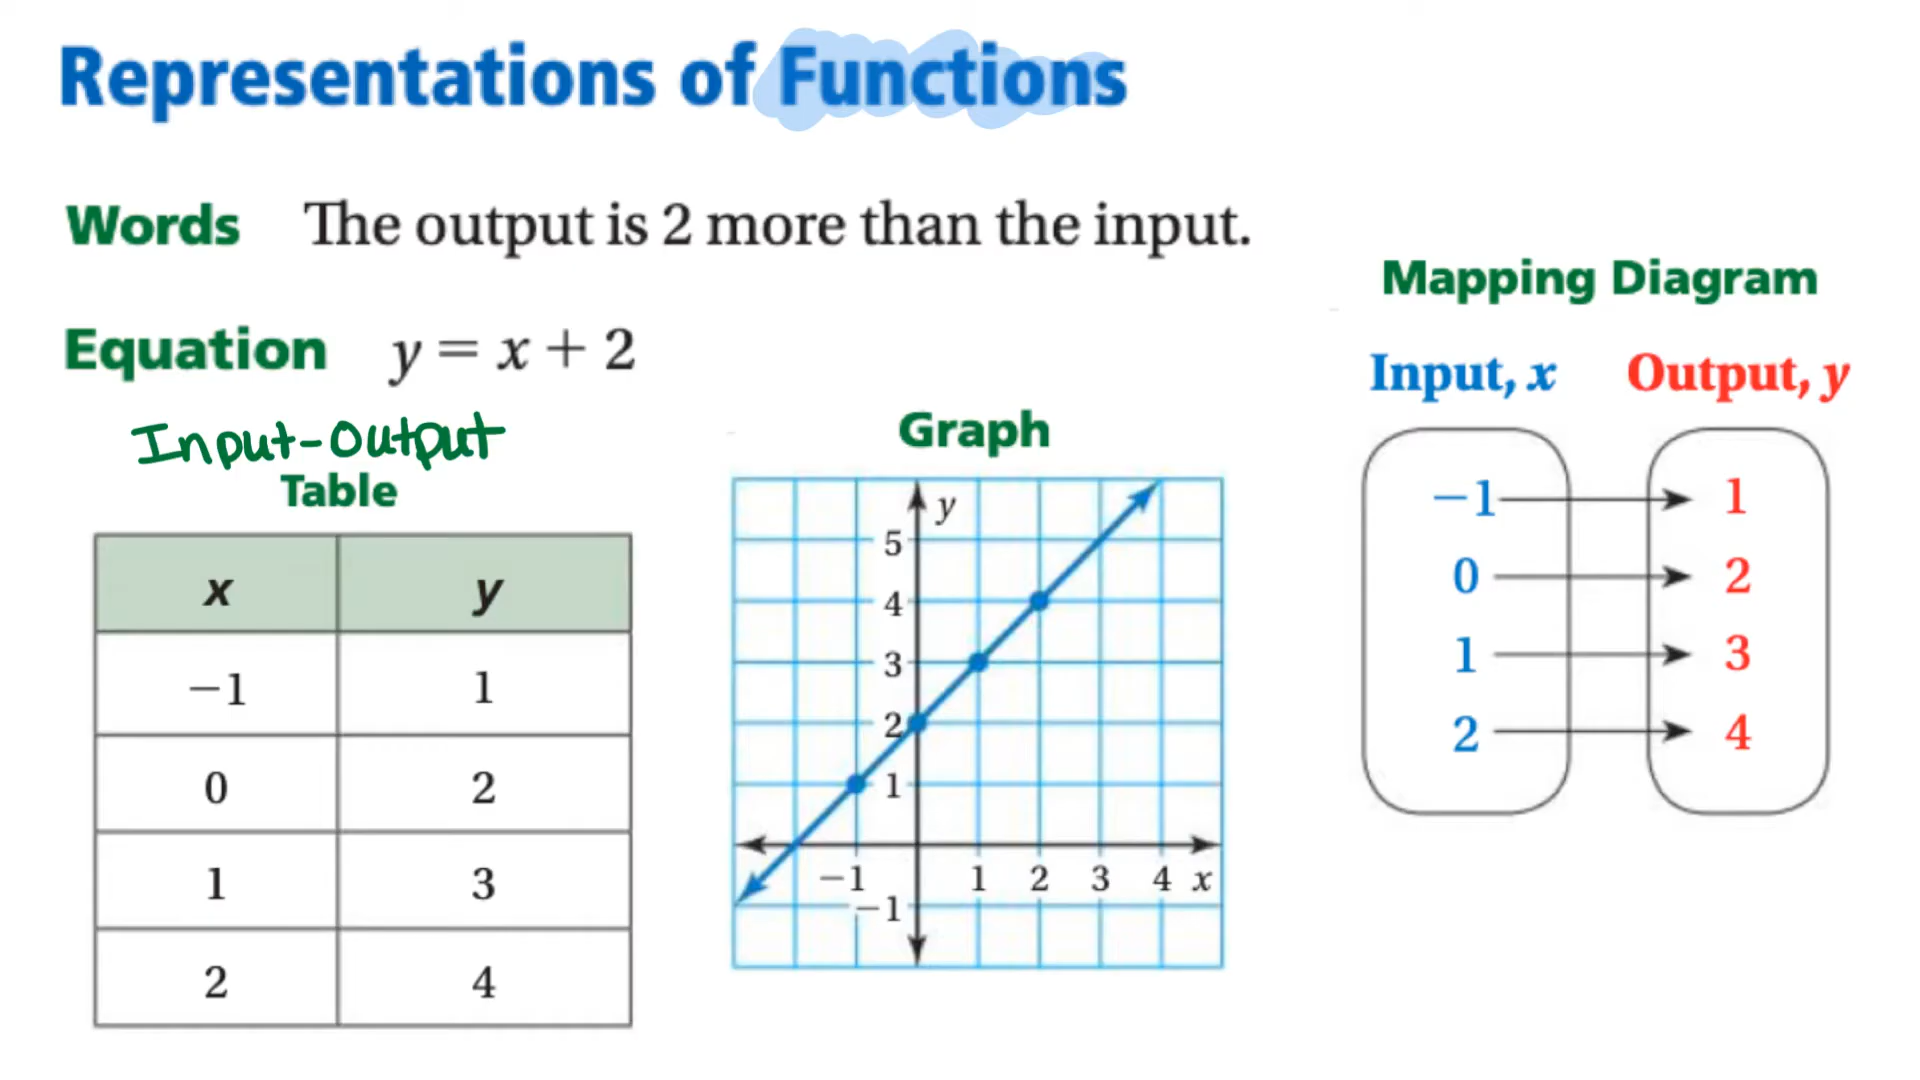 Representations of Functions
Words The output is 2 more than the input.
Equation y = x + 2
Input-Output
Table
x y
−1 1
0 2
1 3
2 4
Graph
y
5
4
3
2
1
−1 1 2 3 4 x
−1
Mapping Diagram
Input, x Output, y
−1 1
0 2
1 3
2 4